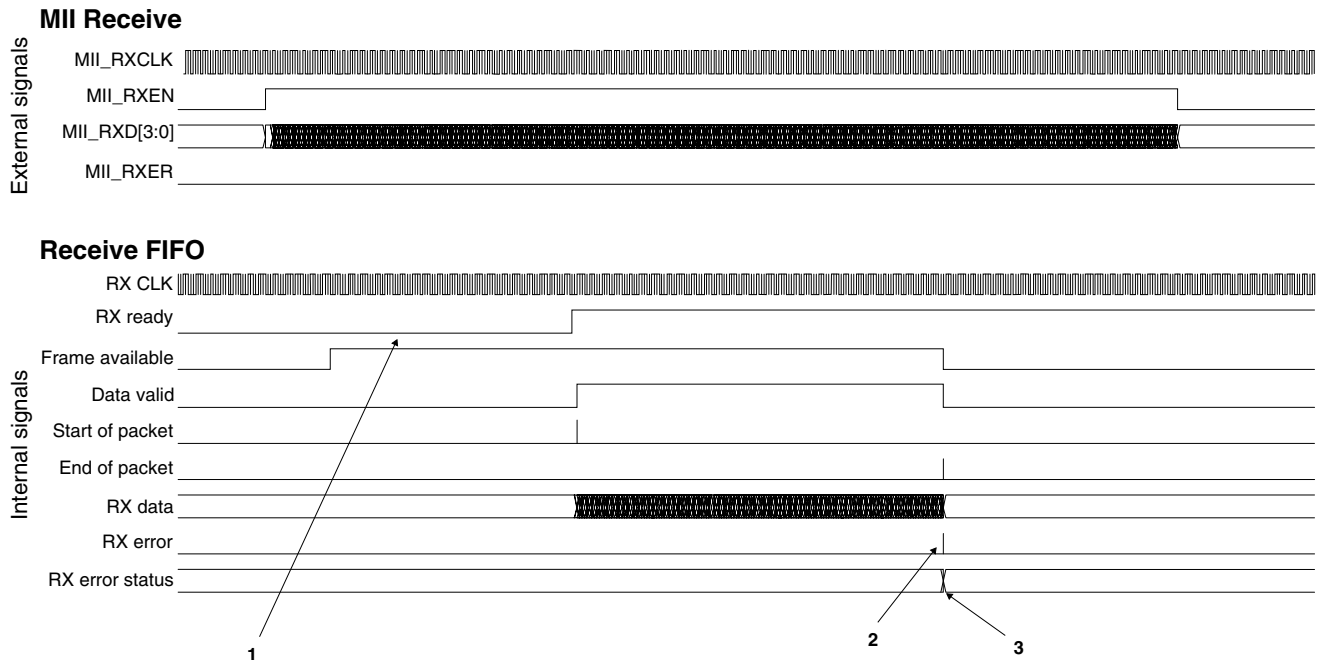 MII Receive
External signals
MII_RXCLK
MII_RXEN
MII_RXD[3:0]
MII_RXER
Receive FIFO
Internal signals
RX CLK
RX ready
Frame available
Data valid
Start of packet
End of packet
RX data
RX error
RX error status
1
2
3